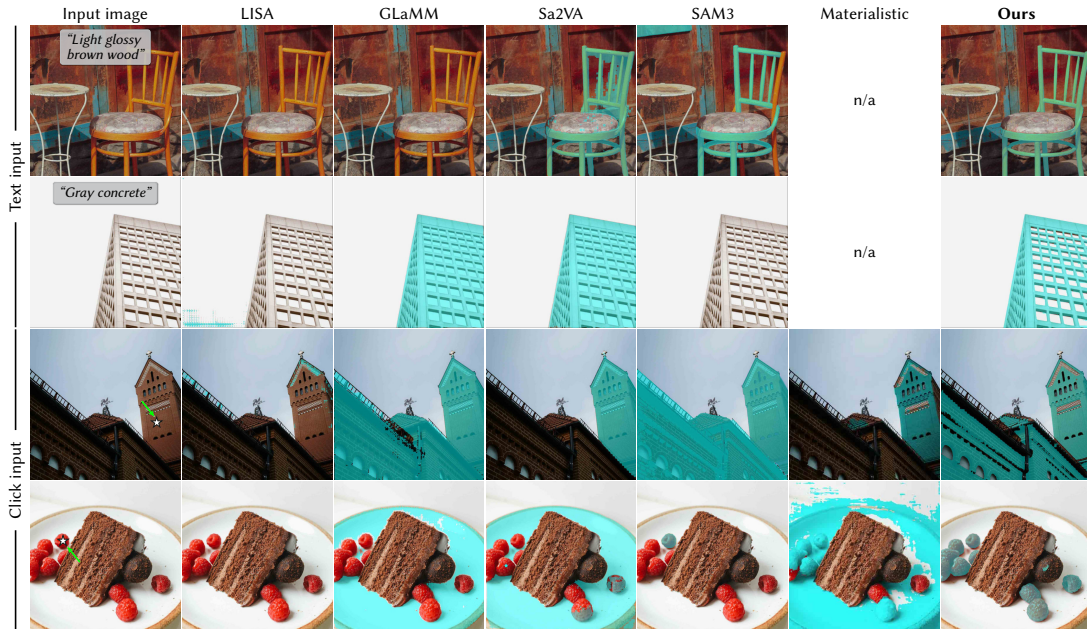 Input image LISA GLaMM Sa2VA SAM3 Materialistic Ours
Text input
“Light glossy
brown wood”
n/a
“Gray concrete”
n/a
Click input